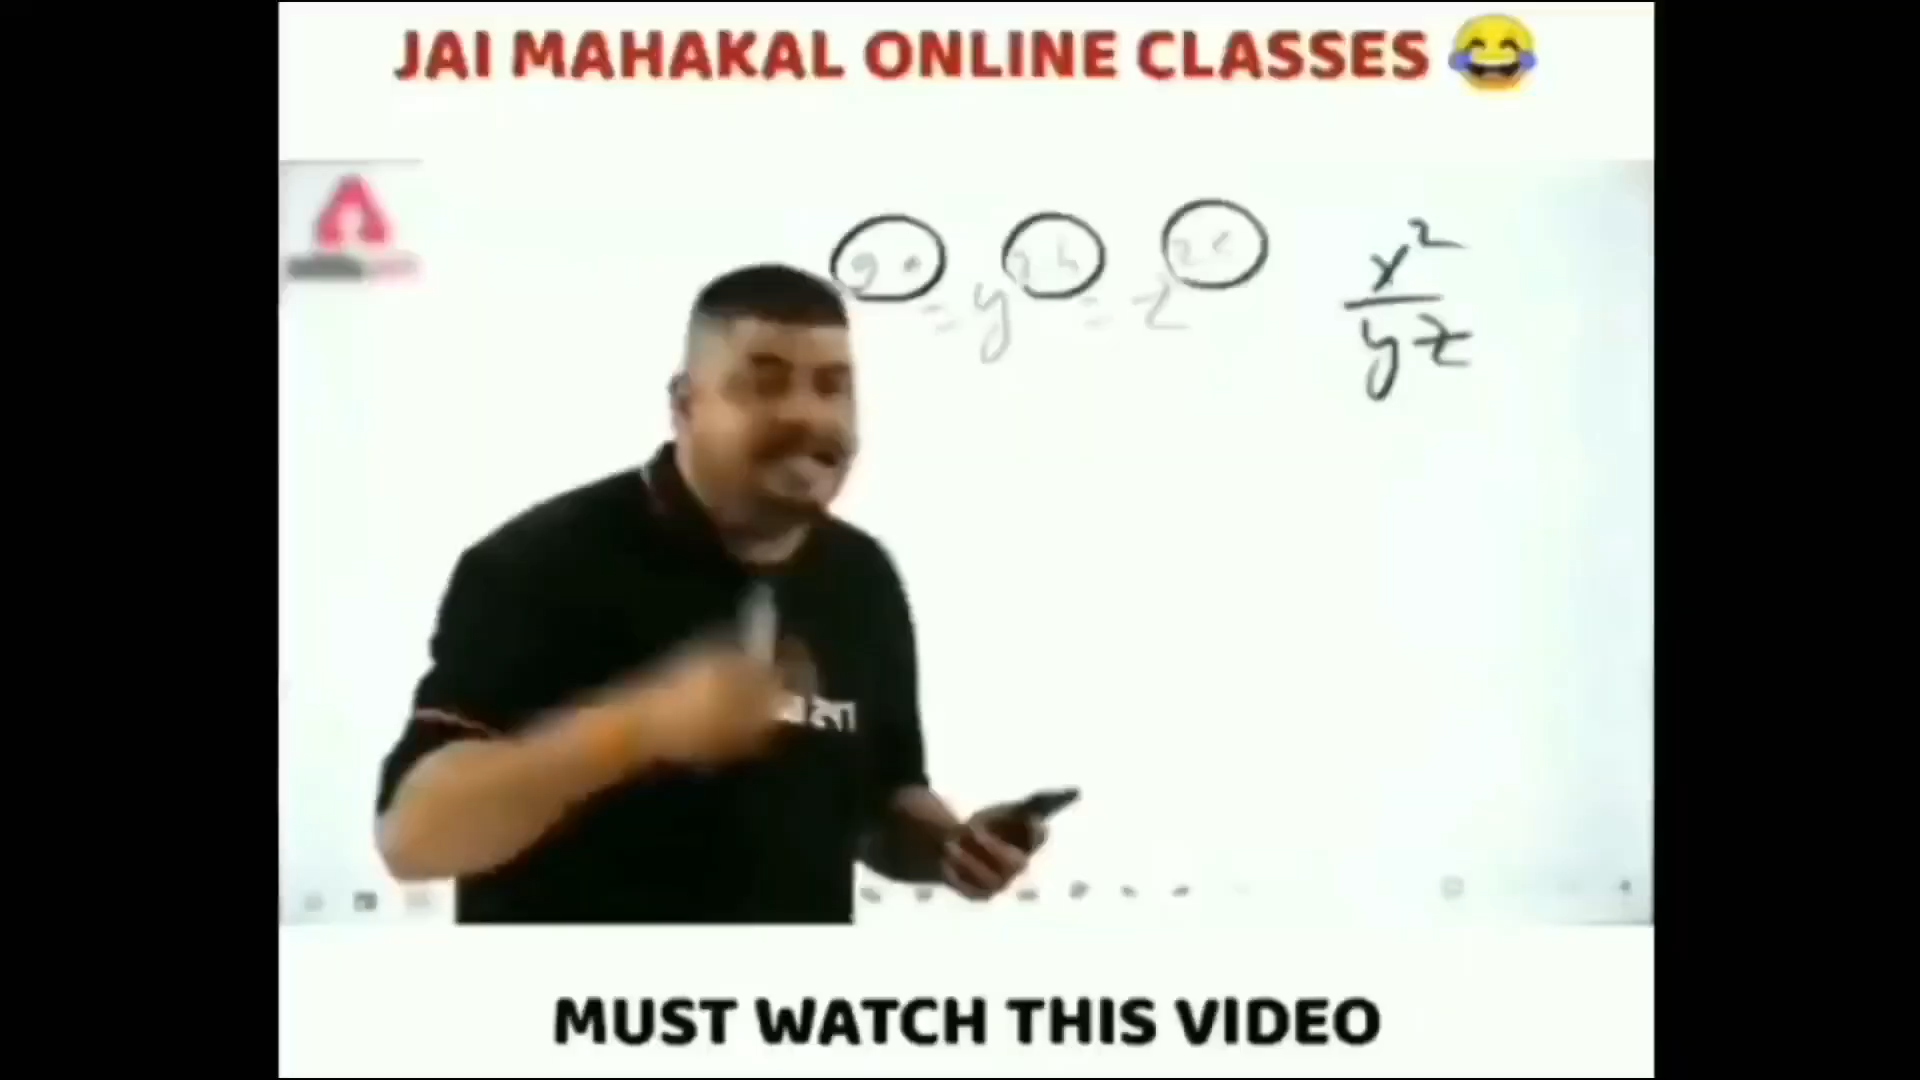 JAI MAHAKAL ONLINE CLASSES 😂
= y = z
x²
yz
MUST WATCH THIS VIDEO